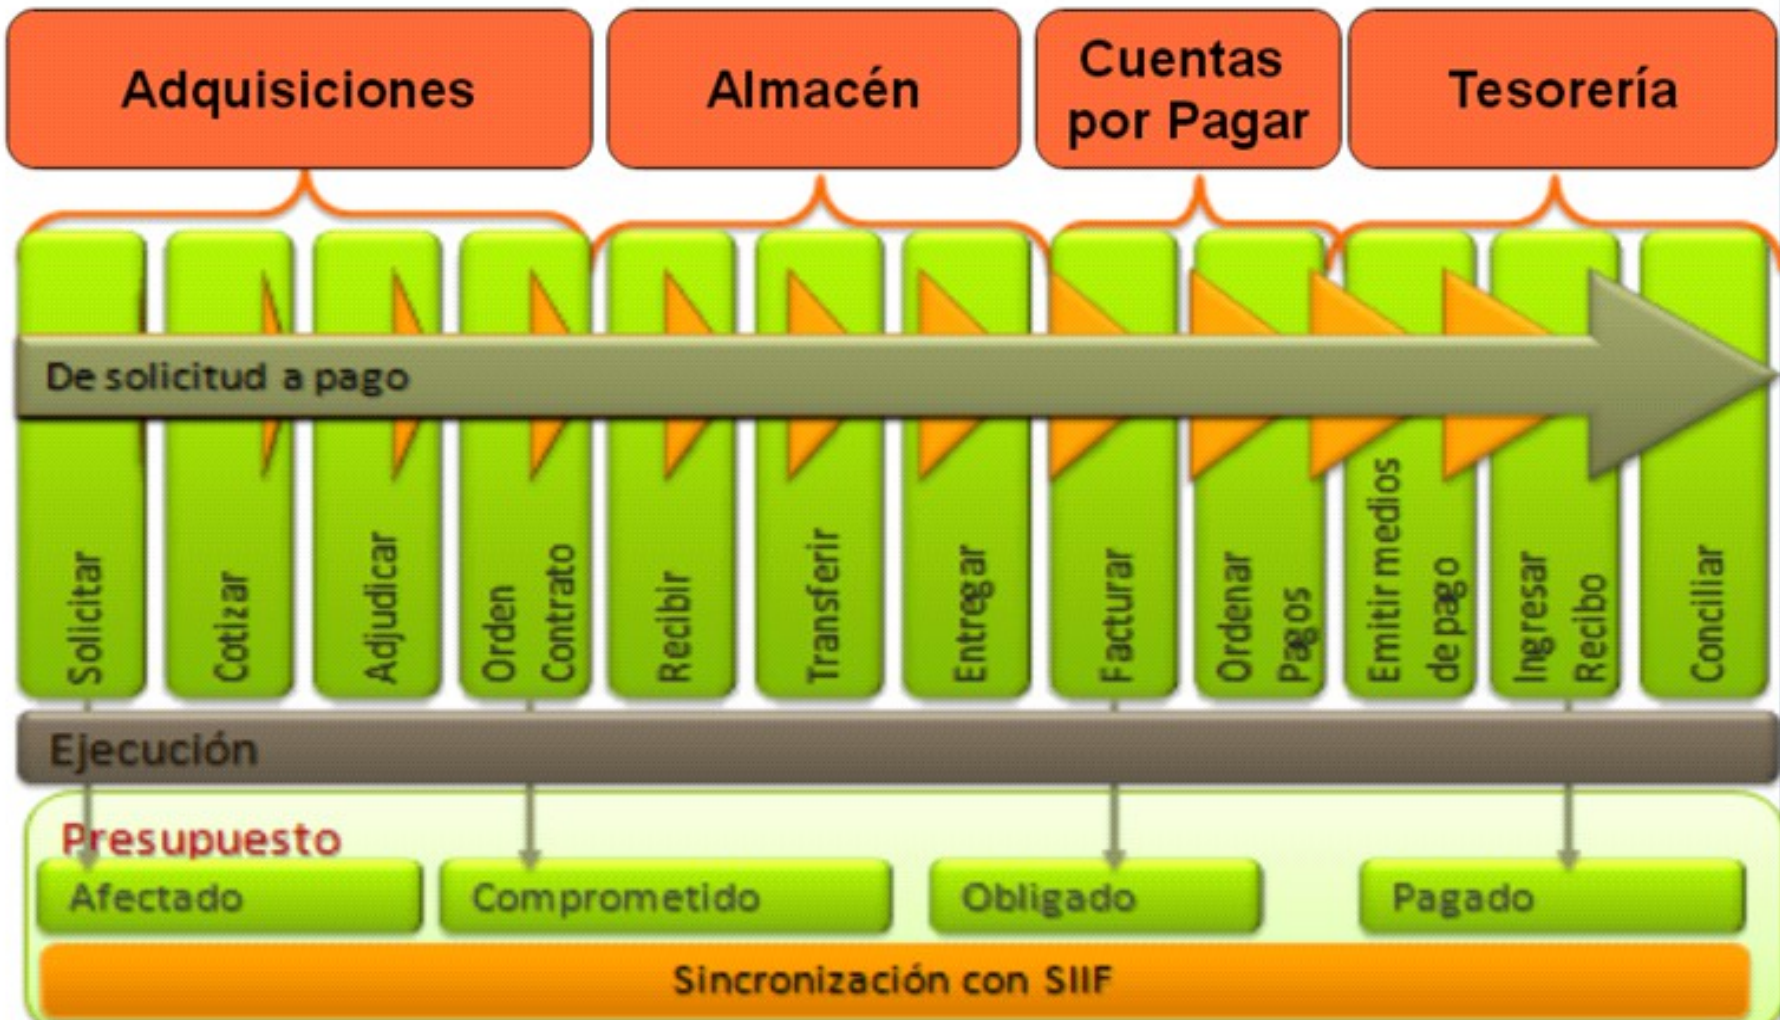 Adquisiciones
Almacén
Cuentas
por Pagar
Tesorería
De solicitud a pago
Solicitar
Cotizar
Adjudicar
Orden
Contrato
Recibir
Transferir
Entregar
Facturar
Ordenar
Pagos
Emitir medios
de pago
Ingresar
Recibo
Conciliar
Ejecución
Presupuesto
Afectado
Comprometido
Obligado
Pagado
Sincronización con SIIF